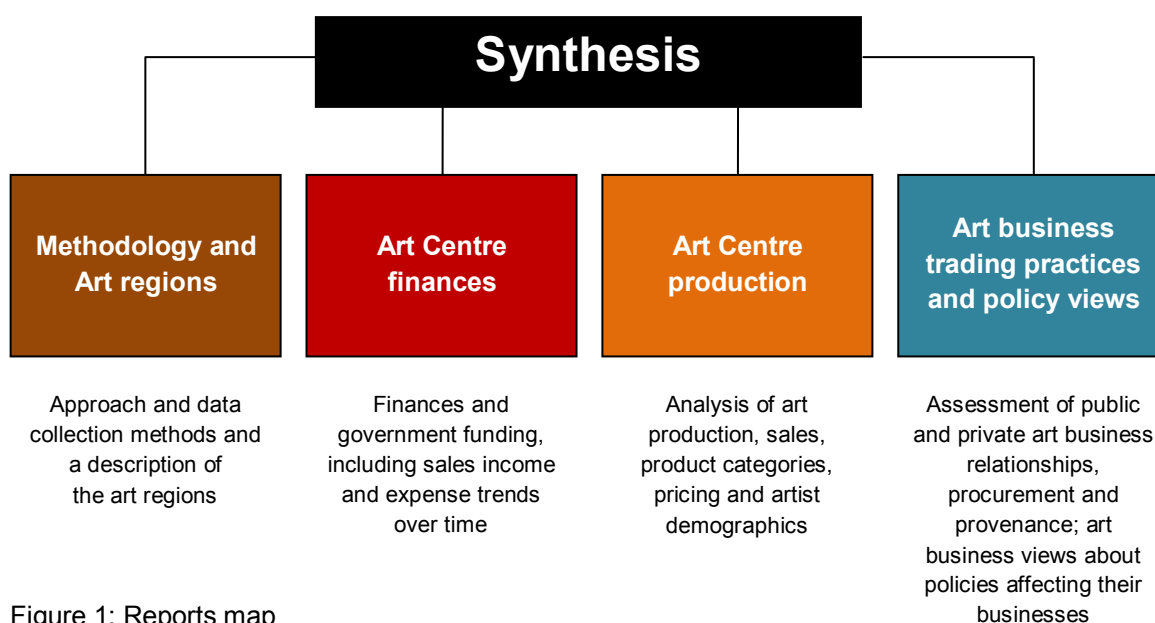 Synthesis
Methodology and
Art regions
Art Centre
finances
Art Centre
production
Art business
trading practices
and policy views
Approach and data
collection methods and
a description of
the art regions
Finances and
government funding,
including sales income
and expense trends
over time
Analysis of art
production, sales,
product categories,
pricing and artist
demographics
Assessment of public
and private art business
relationships,
procurement and
provenance; art
business views about
policies affecting their
businesses
Figure 1: Reports map